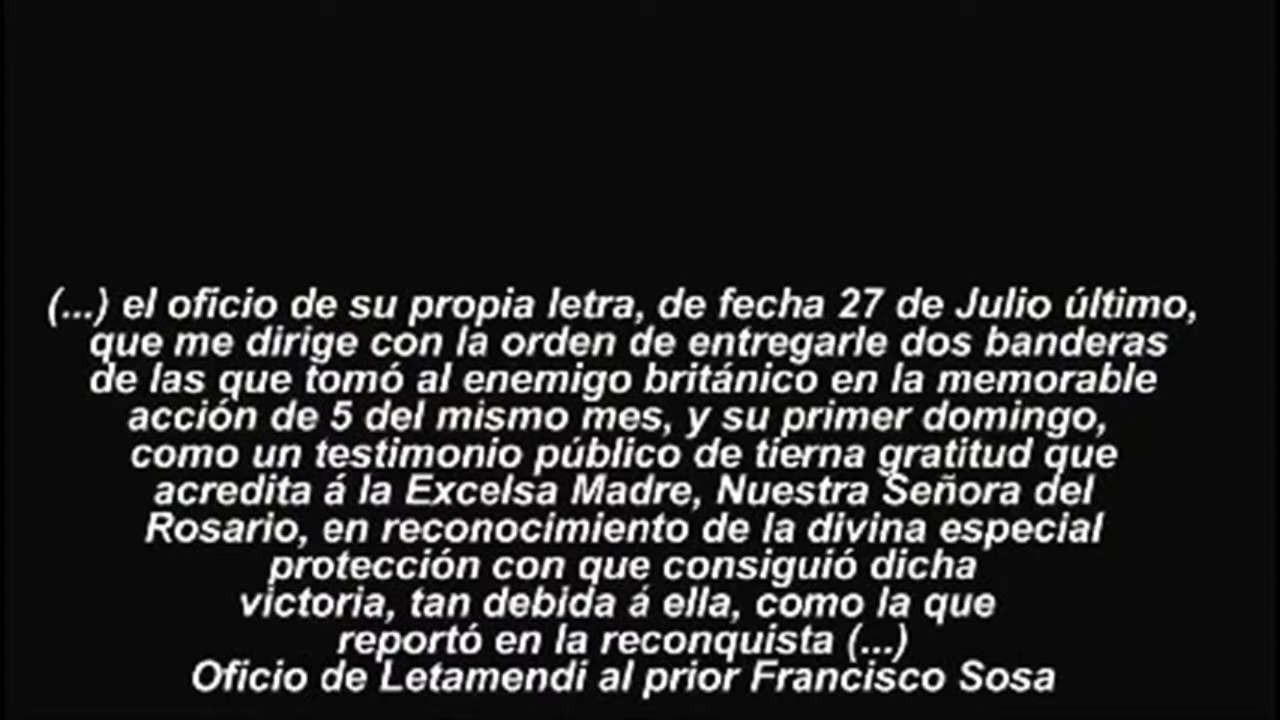 (...) el oficio de su propia letra, de fecha 27 de Julio último,
que me dirige con la orden de entregarle dos banderas
de las que tomó al enemigo británico en la memorable
acción de 5 del mismo mes, y su primer domingo,
como un testimonio público de tierna gratitud que
acredita á la Excelsa Madre, Nuestra Señora del
Rosario, en reconocimiento de la divina especial
protección con que consiguió dicha
victoria, tan debida á ella, como la que
reportó en la reconquista (...)
Oficio de Letamendi al prior Francisco Sosa